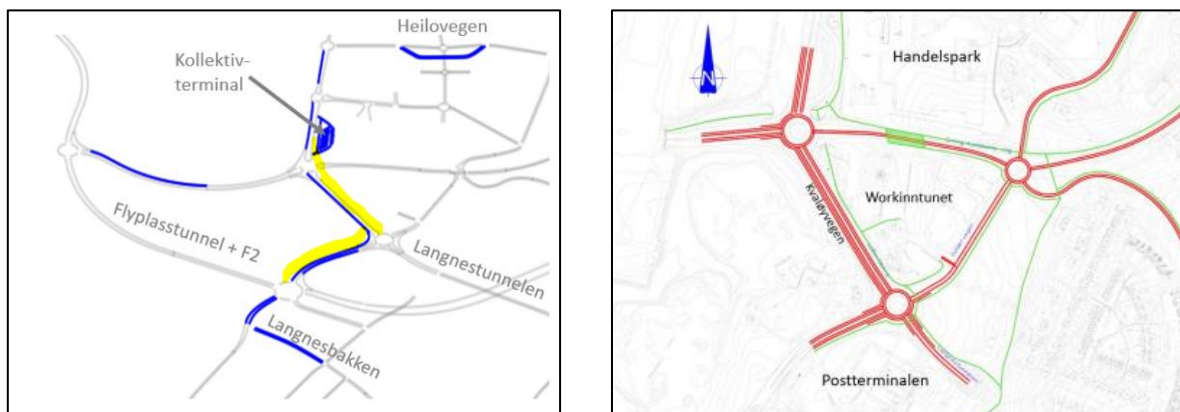 Heilovegen
Kollektiv-
terminal
Flyplasstunnel + F2
Langnestunnelen
Langnesbakken
N
Handelspark
Kvaløyvegen
Workinntunet
Postterminalen